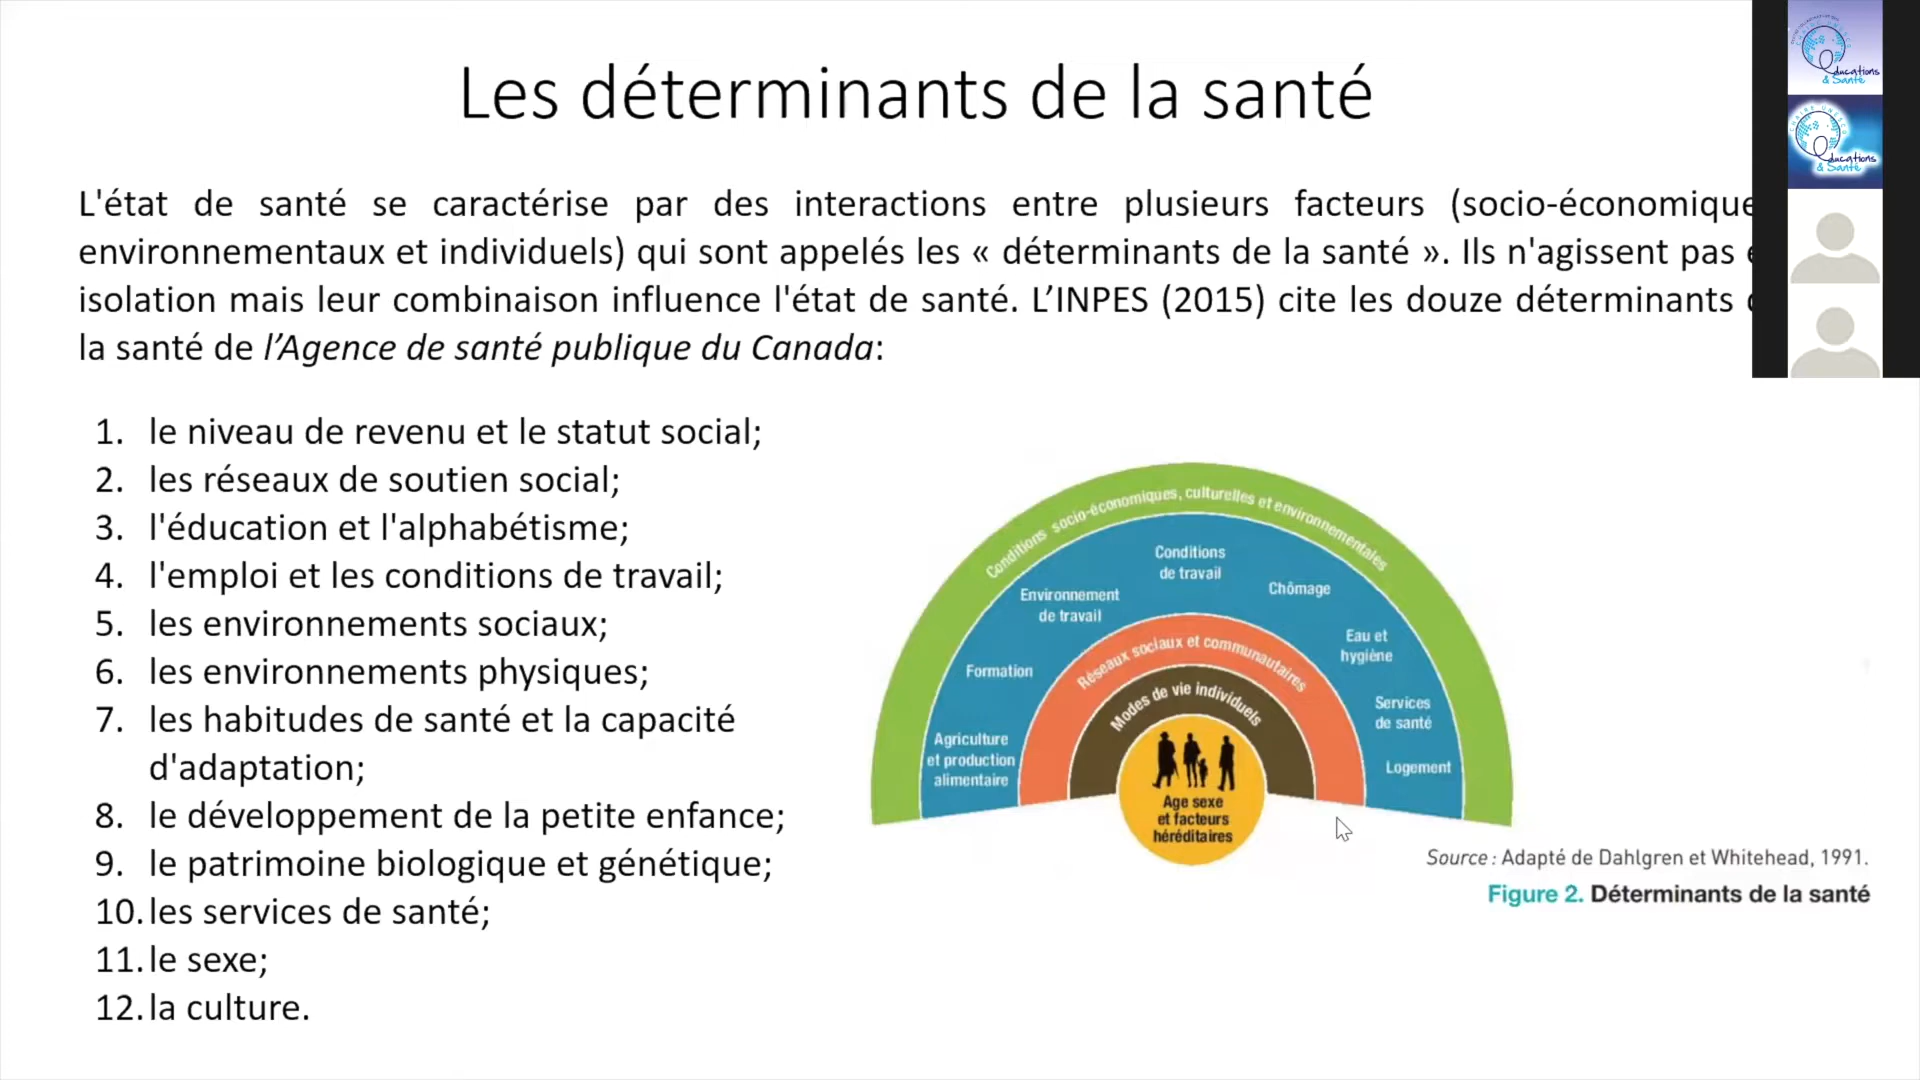 Les déterminants de la santé
L'état de santé se caractérise par des interactions entre plusieurs facteurs (socio-économique
environnementaux et individuels) qui sont appelés les « déterminants de la santé ». Ils n'agissent pas
isolation mais leur combinaison influence l'état de santé. L’INPES (2015) cite les douze déterminants
la santé de l’Agence de santé publique du Canada:
1. le niveau de revenu et le statut social;
2. les réseaux de soutien social;
3. l'éducation et l'alphabétisme;
4. l'emploi et les conditions de travail;
5. les environnements sociaux;
6. les environnements physiques;
7. les habitudes de santé et la capacité
d'adaptation;
8. le développement de la petite enfance;
9. le patrimoine biologique et génétique;
10. les services de santé;
11. le sexe;
12. la culture.
Conditions socio-économiques, culturelles et environnementales
Conditions
de travail
Environnement
de travail
Chômage
Eau et
hygiène
Formation
Services
de santé
Agriculture
et production
alimentaire
Logement
Réseaux sociaux et communautaires
Modes de vie individuels
Age sexe
et facteurs
héréditaires
Source : Adapté de Dahlgren et Whitehead, 1991.
Figure 2. Déterminants de la santé
CHAIRE UNESCO
Educations
& Santé
CHAIRE UNESCO
Educations
& Santé